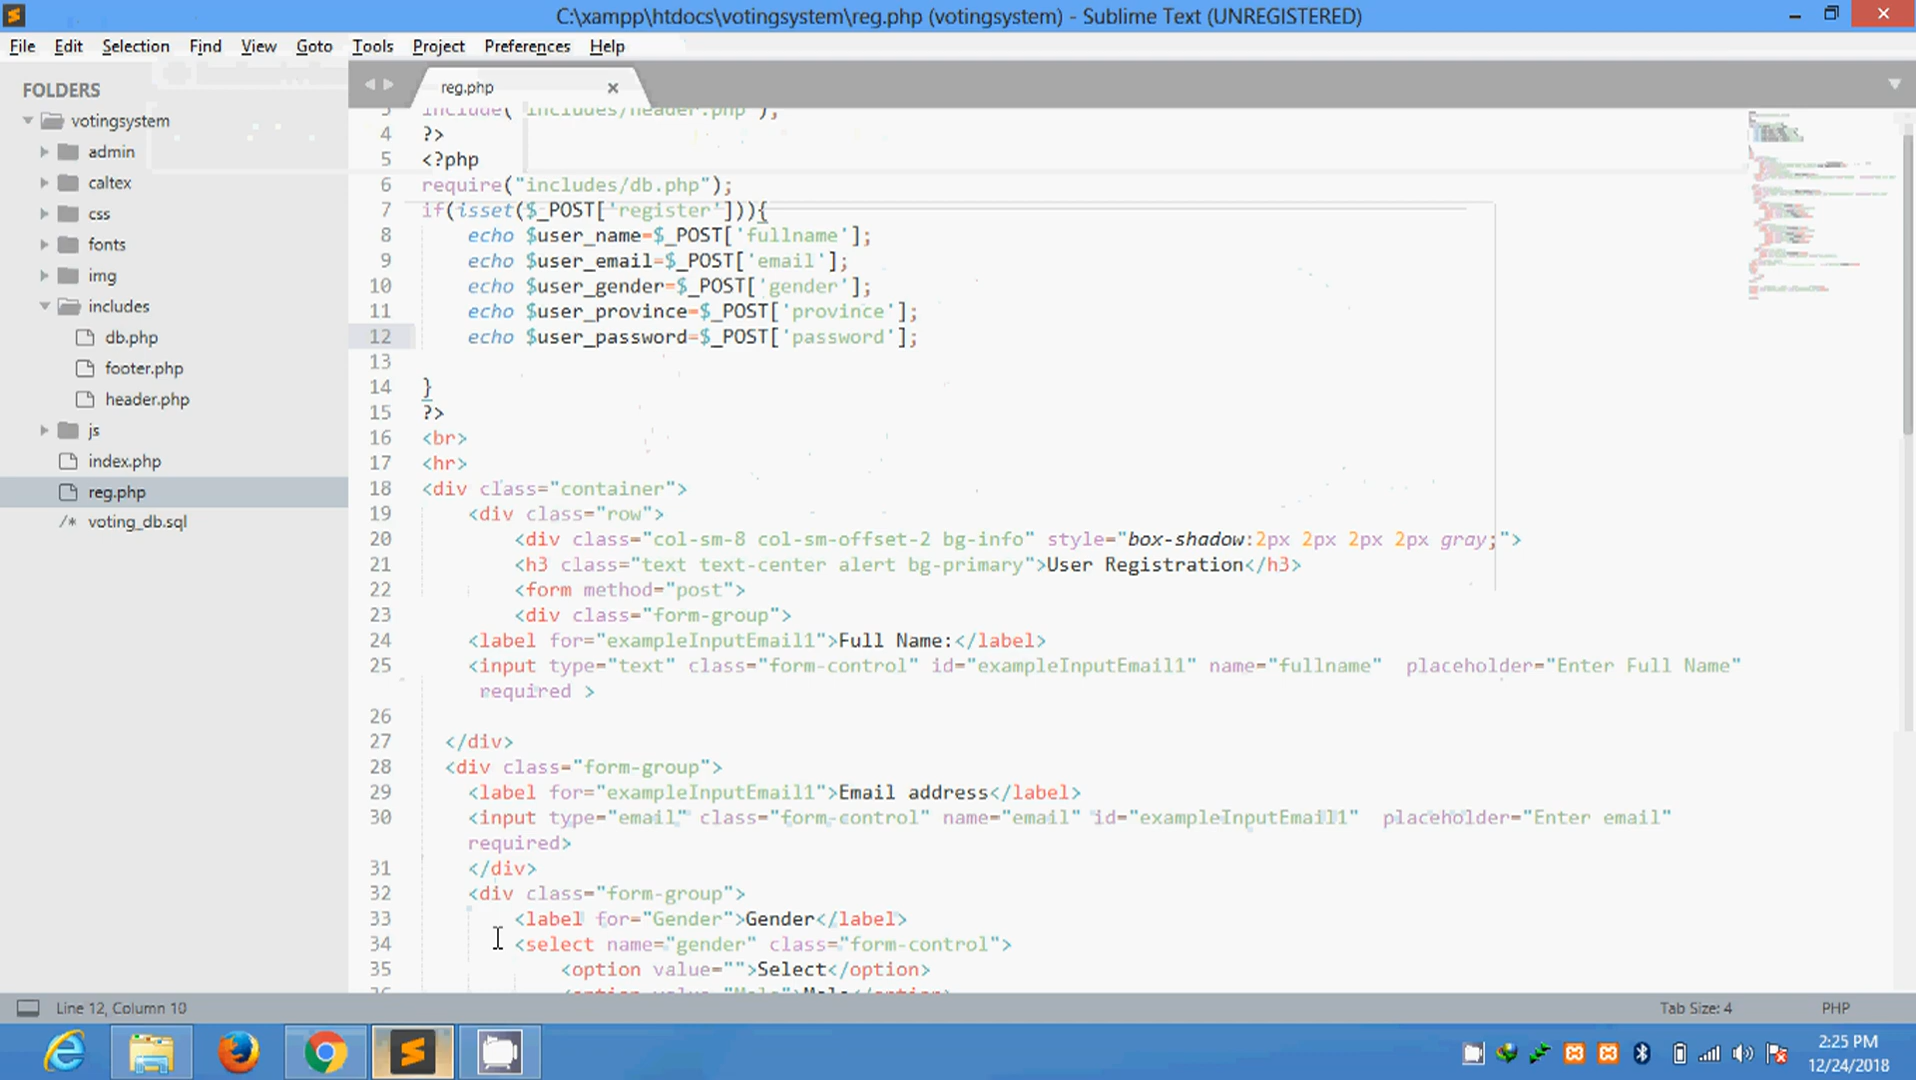 C:\xampp\htdocs\votingsystem\reg.php (votingsystem) - Sublime Text (UNREGISTERED)
File Edit Selection Find View Goto Tools Project Preferences Help
FOLDERS
votingsystem
admin
caltex
css
fonts
img
includes
db.php
footer.php
header.php
js
index.php
reg.php
/* voting_db.sql
reg.php
3 include("includes/header.php");
4 ?>
5 <?php
6 require("includes/db.php");
7 if(isset($_POST['register'])){
8 echo $user_name=$_POST['fullname'];
9 echo $user_email=$_POST['email'];
10 echo $user_gender=$_POST['gender'];
11 echo $user_province=$_POST['province'];
12 echo $user_password=$_POST['password'];
13
14 }
15 ?>
16 <br>
17 <hr>
18 <div class="container">
19 <div class="row">
20 <div class="col-sm-8 col-sm-offset-2 bg-info" style="box-shadow:2px 2px 2px 2px gray;">
21 <h3 class="text text-center alert bg-primary">User Registration</h3>
22 <form method="post">
23 <div class="form-group">
24 <label for="exampleInputEmail1">Full Name:</label>
25 <input type="text" class="form-control" id="exampleInputEmail1" name="fullname" placeholder="Enter Full Name"
required >
26
27 </div>
28 <div class="form-group">
29 <label for="exampleInputEmail1">Email address</label>
30 <input type="email" class="form-control" name="email" id="exampleInputEmail1" placeholder="Enter email"
required>
31 </div>
32 <div class="form-group">
33 <label for="Gender">Gender</label>
34 <select name="gender" class="form-control">
35 <option value="">Select</option>
36 <option value="Male">Male</option>
Line 12, Column 10
Tab Size: 4
PHP
2:25 PM
12/24/2018